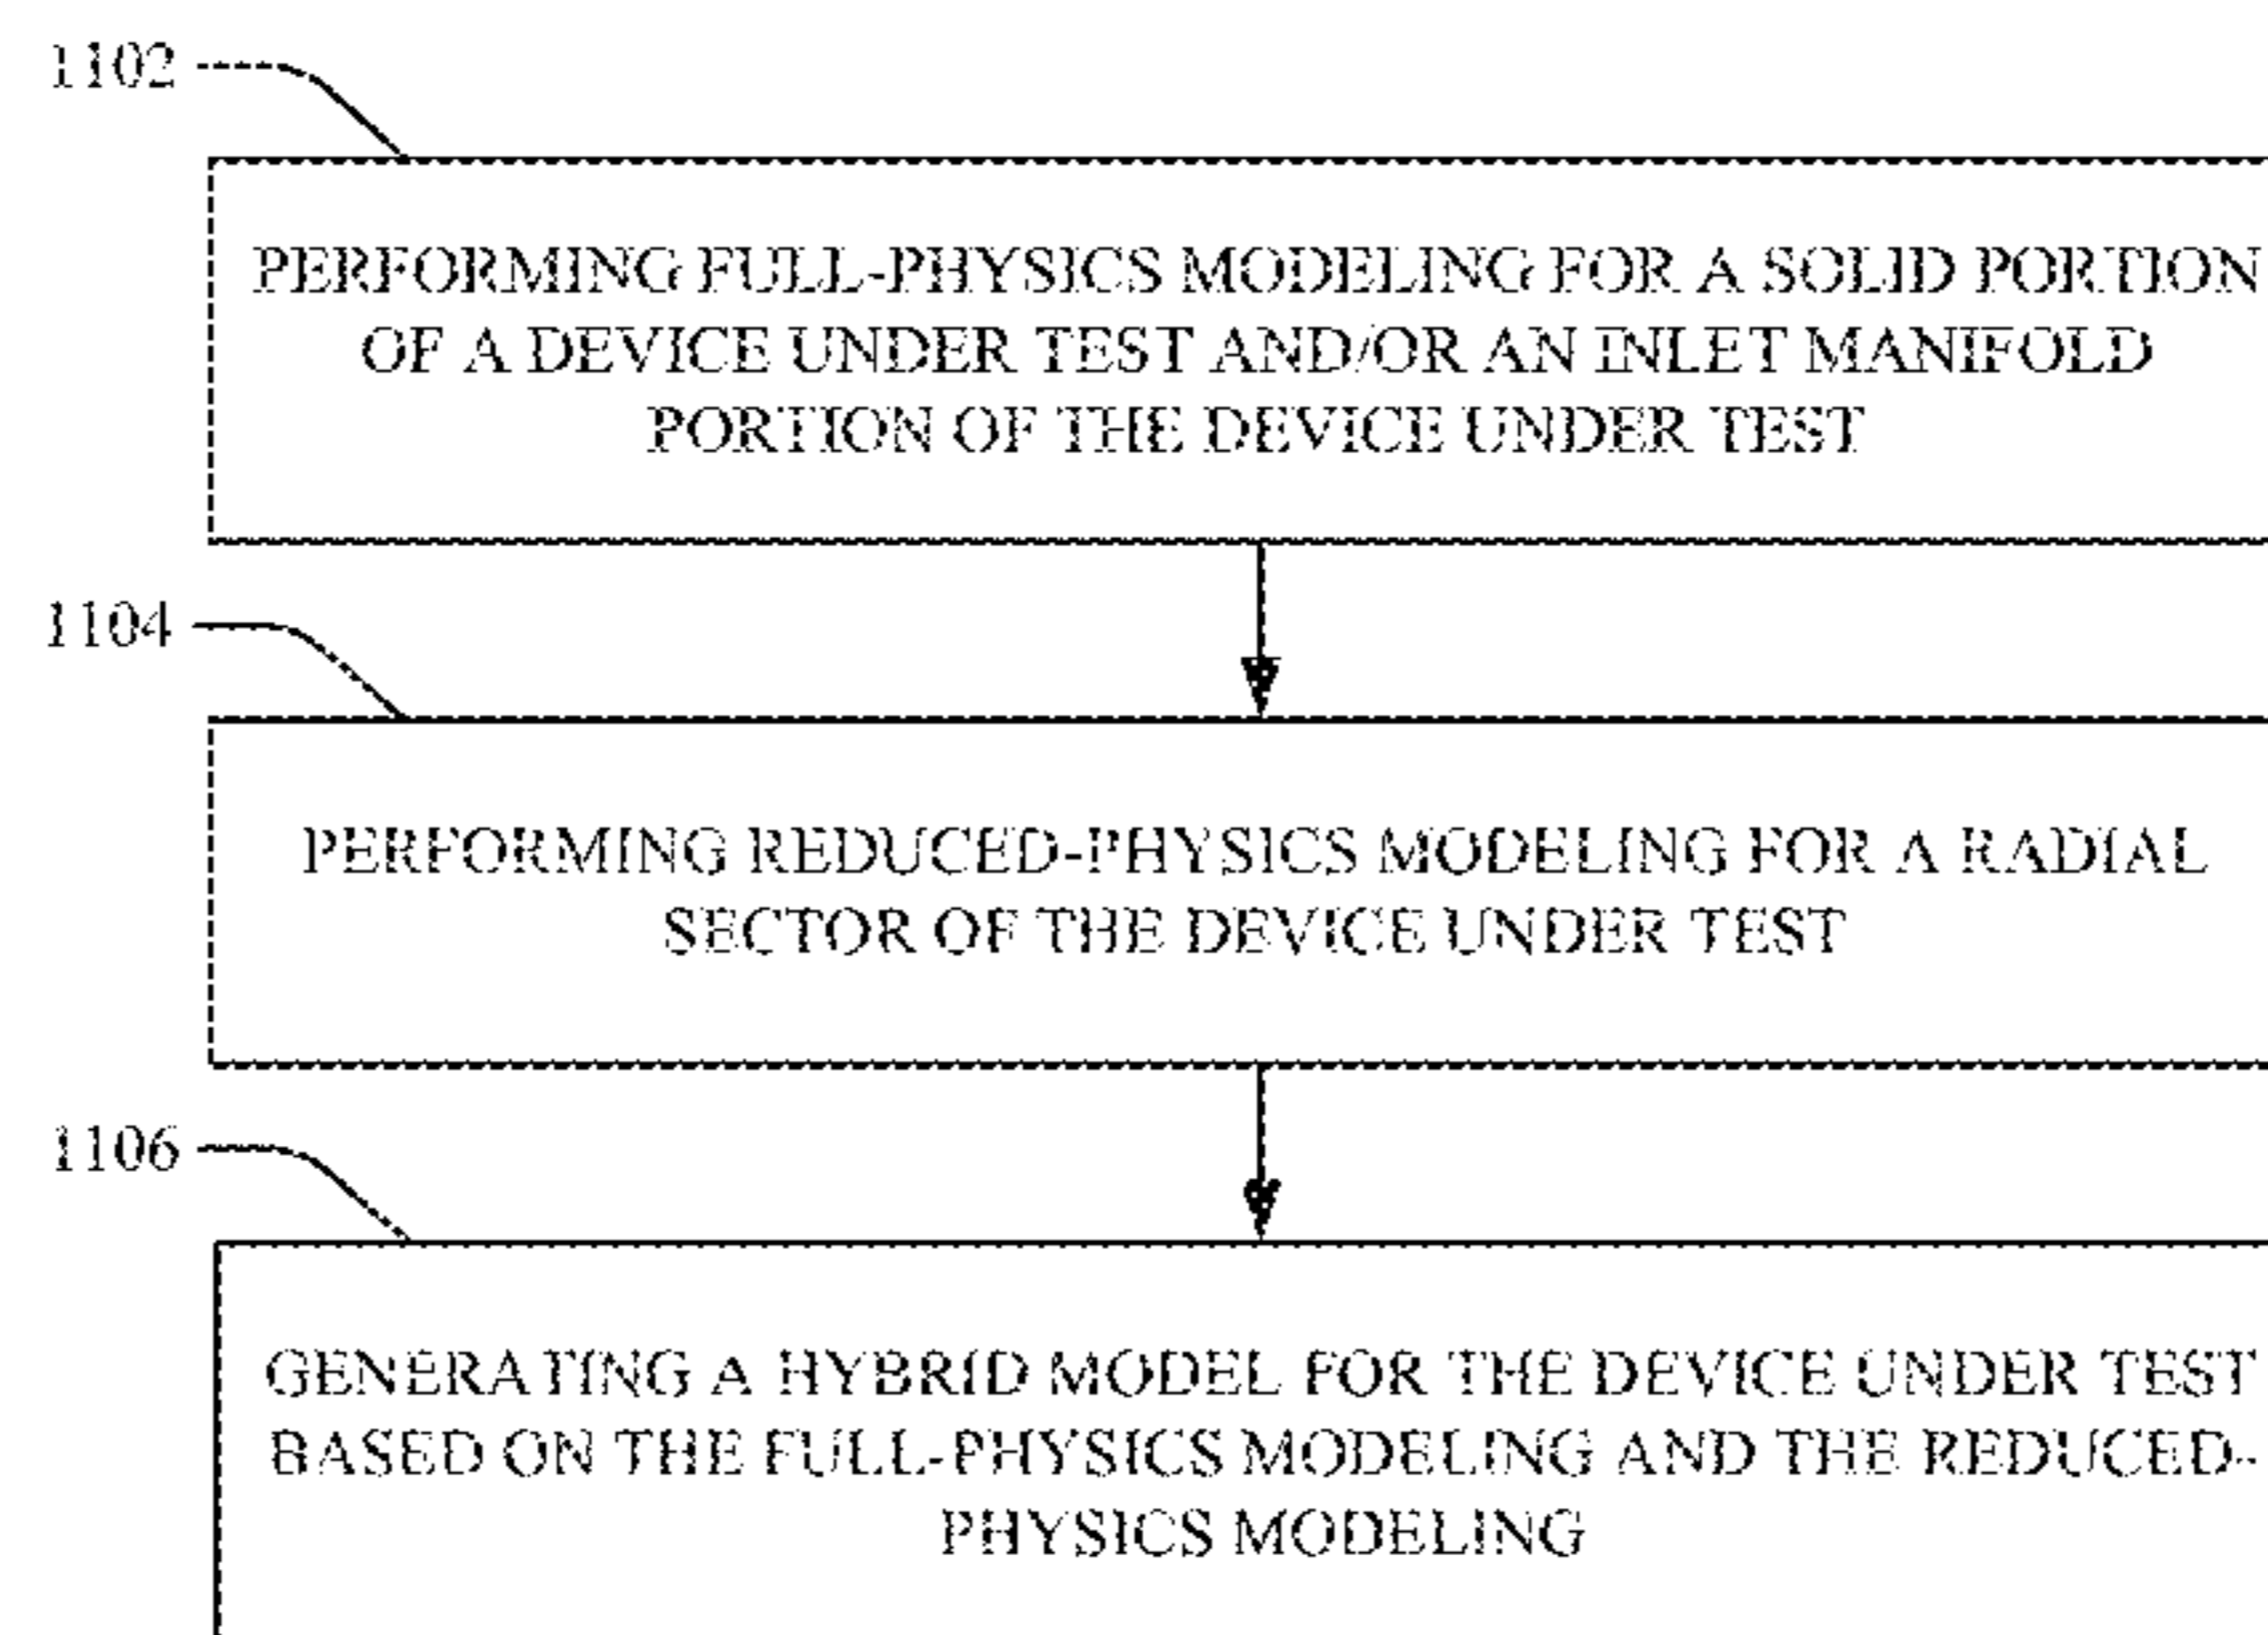 1102
PERFORMING FULL-PHYSICS MODELING FOR A SOLID PORTION
OF A DEVICE UNDER TEST AND/OR AN INLET MANIFOLD
PORTION OF THE DEVICE UNDER TEST
1104
PERFORMING REDUCED-PHYSICS MODELING FOR A RADIAL
SECTOR OF THE DEVICE UNDER TEST
1106
GENERATING A HYBRID MODEL FOR THE DEVICE UNDER TEST
BASED ON THE FULL-PHYSICS MODELING AND THE REDUCED-
PHYSICS MODELING